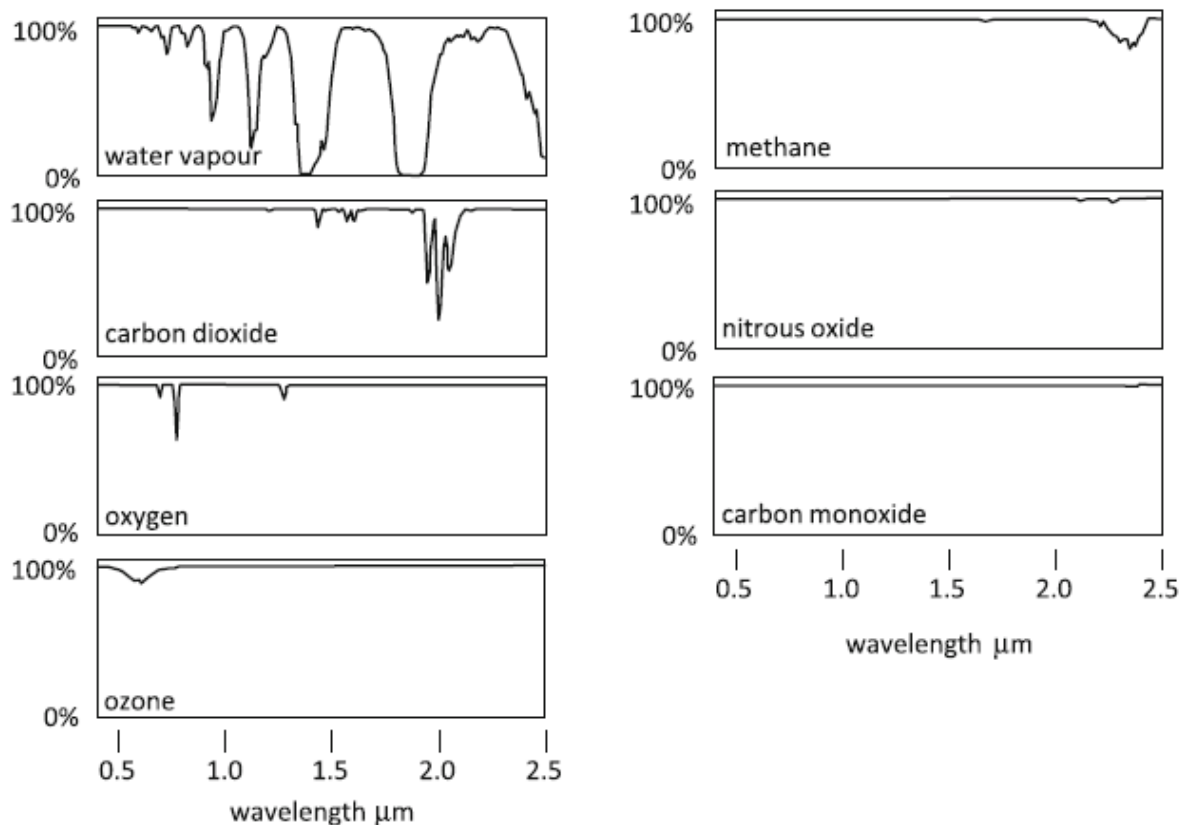 100%
water vapour
0%
100%
carbon dioxide
0%
100%
oxygen
0%
100%
ozone
0%
0.5 1.0 1.5 2.0 2.5
wavelength μm
100%
methane
0%
100%
nitrous oxide
0%
100%
carbon monoxide
0%
0.5 1.0 1.5 2.0 2.5
wavelength μm